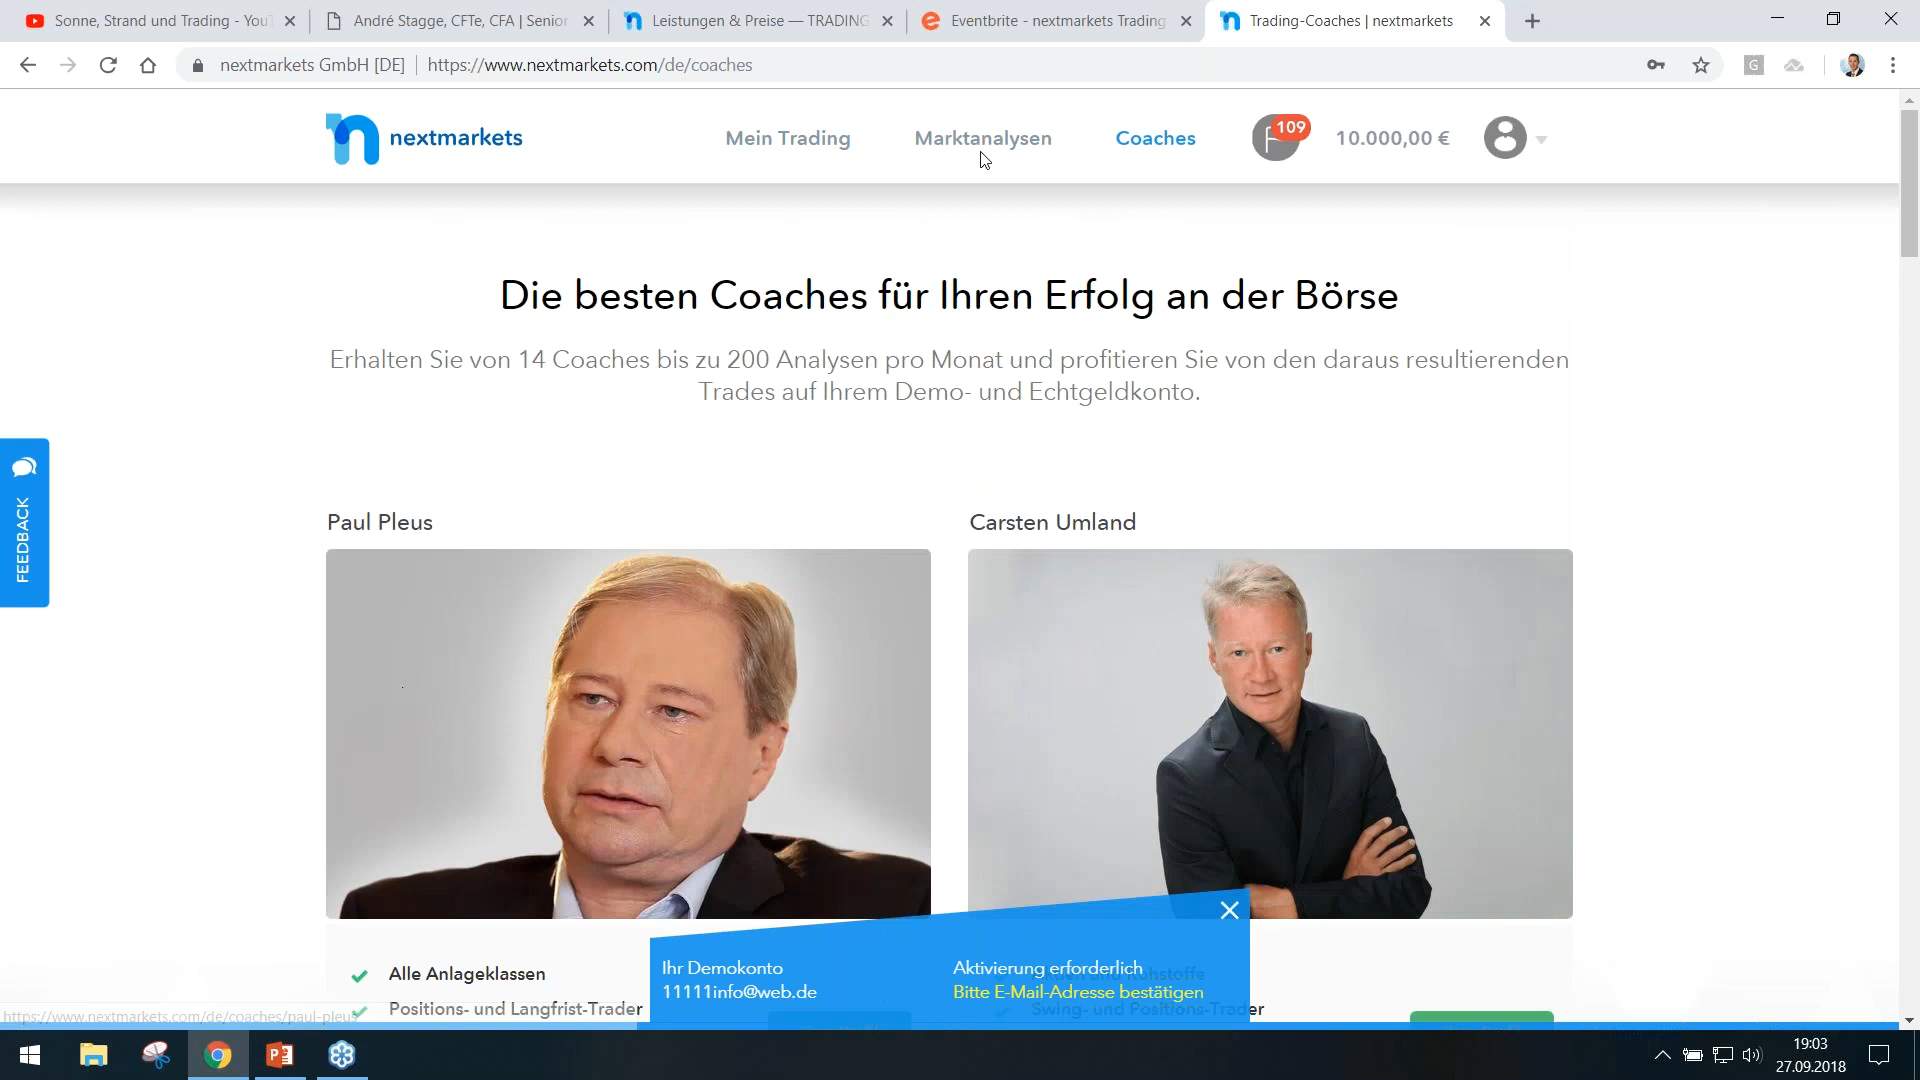 Sonne, Strand und Trading - YouT
André Stagge, CFTe, CFA | Senior
Leistungen & Preise — TRADING
Eventbrite - nextmarkets Trading
Trading-Coaches | nextmarkets
nextmarkets GmbH [DE]
https://www.nextmarkets.com/de/coaches
nextmarkets
Mein Trading
Marktanalysen
Coaches
109
10.000,00 €
Die besten Coaches für Ihren Erfolg an der Börse
Erhalten Sie von 14 Coaches bis zu 200 Analysen pro Monat und profitieren Sie von den daraus resultierenden
Trades auf Ihrem Demo- und Echtgeldkonto.
FEEDBACK
Paul Pleus
Carsten Umland
Alle Anlageklassen
Positions- und Langfrist-Trader
Ihr Demokonto
11111info@web.de
Aktivierung erforderlich
Bitte E-Mail-Adresse bestätigen
Swing- und Positions-Trader
https://www.nextmarkets.com/de/coaches/paul-pleus
19:03
27.09.2018